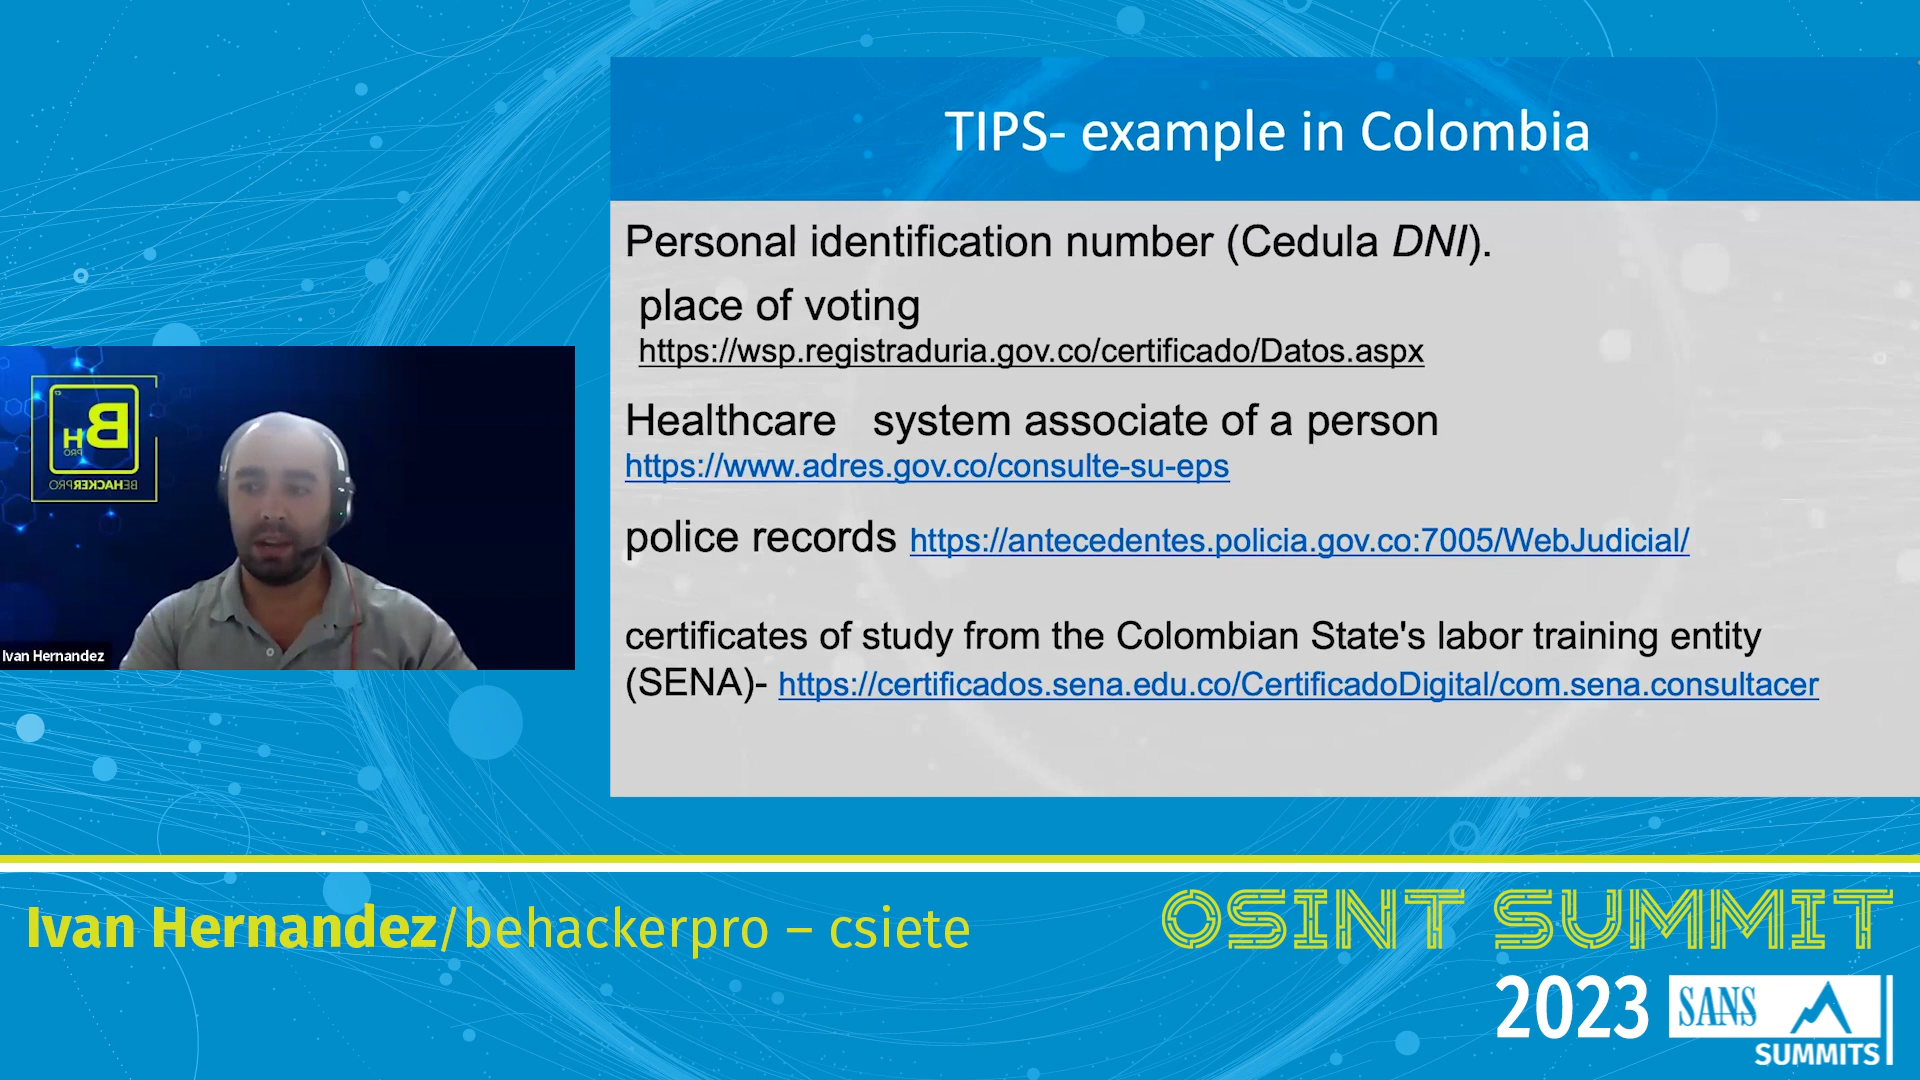 TIPS- example in Colombia
Personal identification number (Cedula DNI).
place of voting
https://wsp.registraduria.gov.co/certificado/Datos.aspx
Healthcare   system associate of a person
https://www.adres.gov.co/consulte-su-eps
police records https://antecedentes.policia.gov.co:7005/WebJudicial/
certificates of study from the Colombian State's labor training entity
(SENA)- https://certificados.sena.edu.co/CertificadoDigital/com.sena.consultacer
B
H
PRO
BEHACKERPRO
Ivan Hernandez
Ivan Hernandez/behackerpro – csiete
OSINT SUMMIT
2023
SANS
SUMMITS